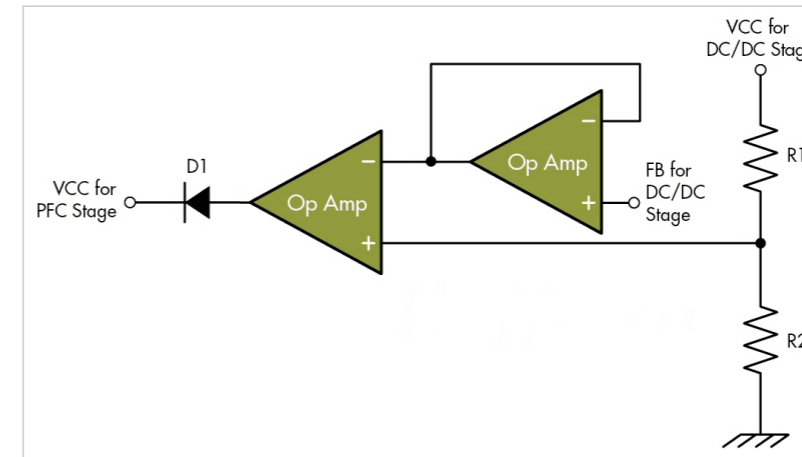 VCC for
DC/DC Stag
R1
D1
Op Amp
−
+
FB for
DC/DC
Stage
VCC for
PFC Stage
Op Amp
−
+
R2